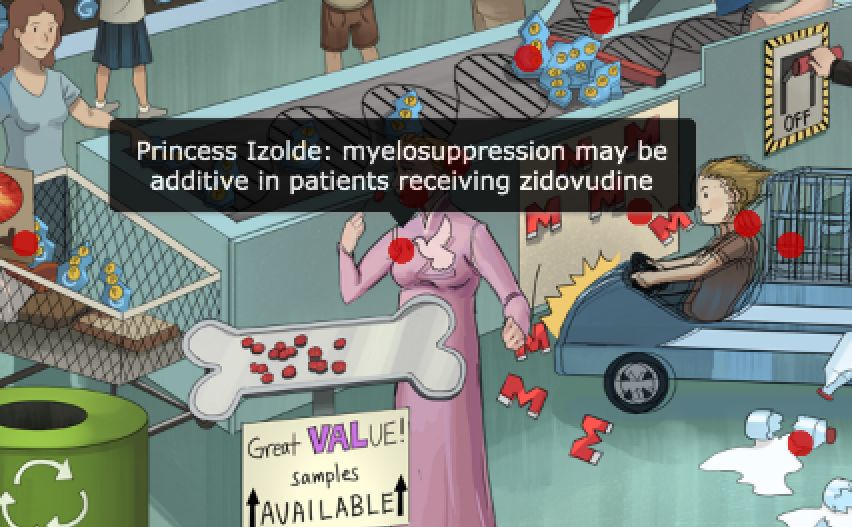 Princess Izolde: myelosuppression may be
additive in patients receiving zidovudine
OFF
M M M
M
M
Great VALUE!
samples
AVAILABLE